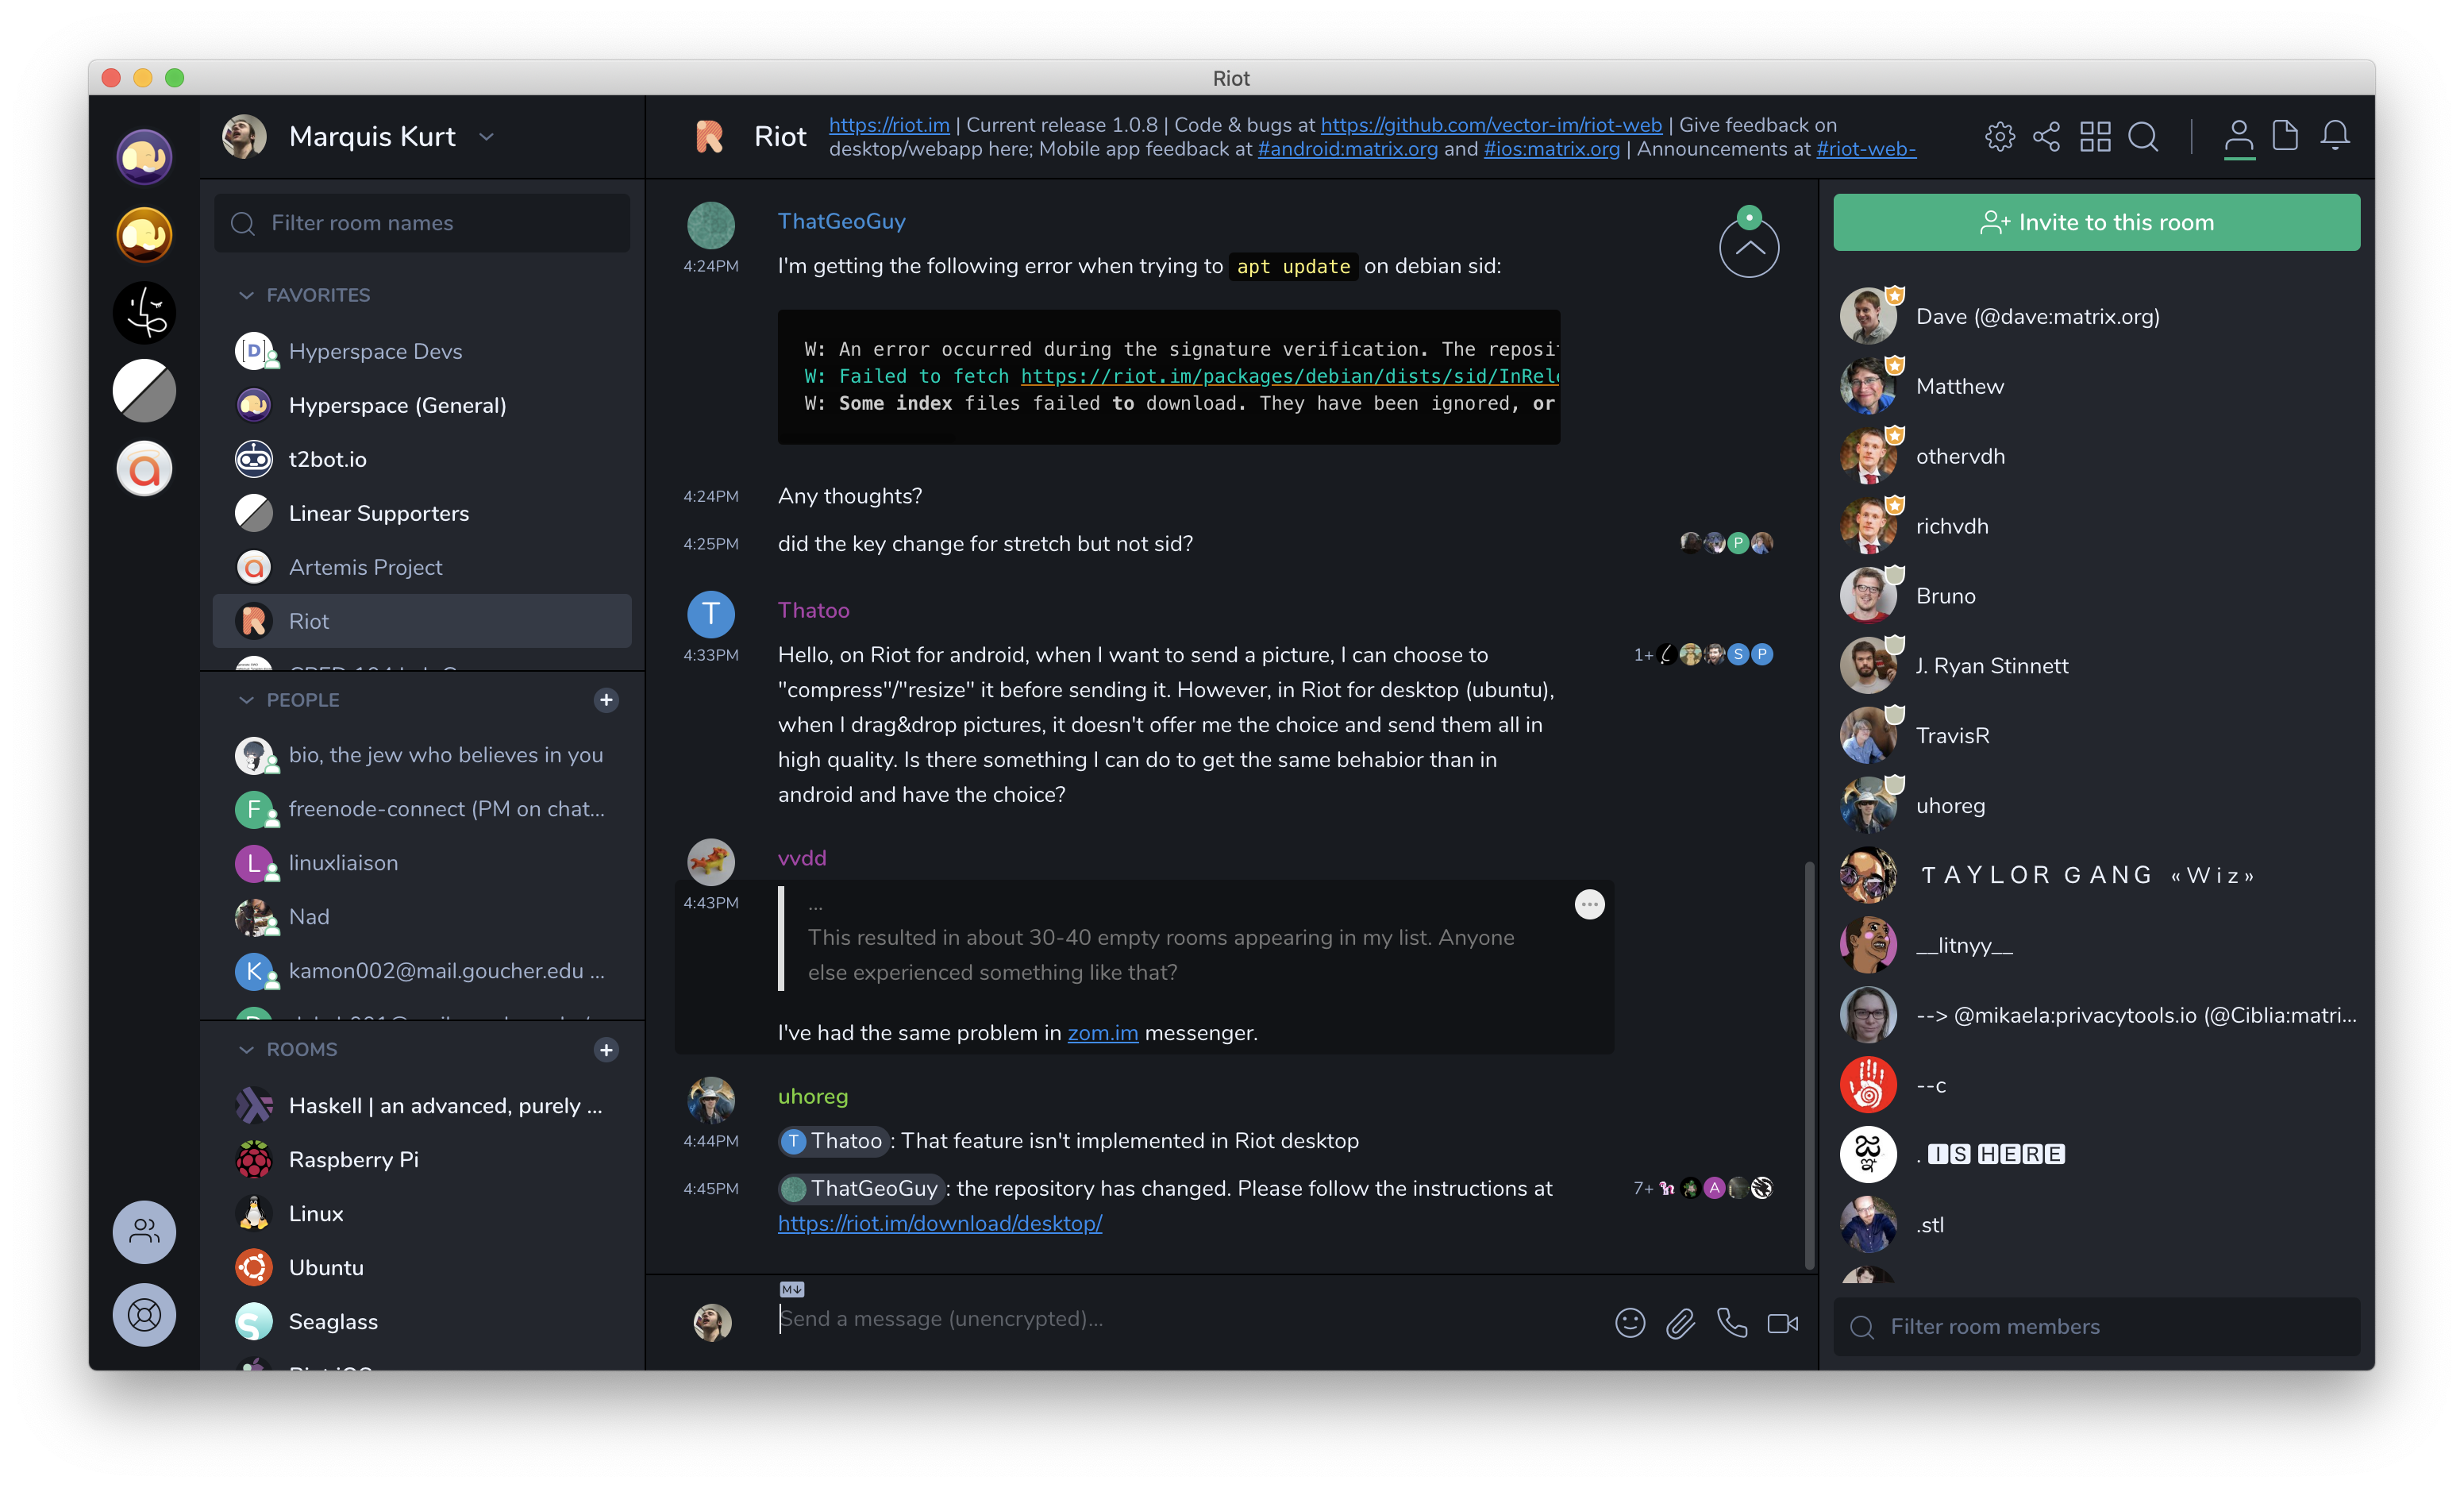 Riot
Marquis Kurt
Filter room names
FAVORITES
Hyperspace Devs
Hyperspace (General)
t2bot.io
Linear Supporters
Artemis Project
Riot
PEOPLE
bio, the jew who believes in you
freenode-connect (PM on chat...
linuxliaison
Nad
kamon002@mail.goucher.edu ...
ROOMS
Haskell | an advanced, purely ...
Raspberry Pi
Linux
Ubuntu
Seaglass
Riot
https://riot.im | Current release 1.0.8 | Code & bugs at https://github.com/vector-im/riot-web | Give feedback on
desktop/webapp here; Mobile app feedback at #android:matrix.org and #ios:matrix.org | Announcements at #riot-web-
ThatGeoGuy
4:24PM
I'm getting the following error when trying to apt update on debian sid:
W: An error occurred during the signature verification. The reposit
W: Failed to fetch https://riot.im/packages/debian/dists/sid/InRele
W: Some index files failed to download. They have been ignored, or
4:24PM
Any thoughts?
4:25PM
did the key change for stretch but not sid?
P
T
Thatoo
4:33PM
Hello, on Riot for android, when I want to send a picture, I can choose to
"compress"/"resize" it before sending it. However, in Riot for desktop (ubuntu),
when I drag&drop pictures, it doesn't offer me the choice and send them all in
high quality. Is there something I can do to get the same behabior than in
android and have the choice?
1+ S P
vvdd
4:43PM
...
This resulted in about 30-40 empty rooms appearing in my list. Anyone
else experienced something like that?
I've had the same problem in zom.im messenger.
uhoreg
4:44PM
T Thatoo : That feature isn't implemented in Riot desktop
4:45PM
ThatGeoGuy : the repository has changed. Please follow the instructions at
https://riot.im/download/desktop/
7+ A
M↓
Send a message (unencrypted)...
Invite to this room
Dave (@dave:matrix.org)
Matthew
othervdh
richvdh
Bruno
J. Ryan Stinnett
TravisR
uhoreg
ƬAYLOR GANG «Wiz»
__litnyy__
--> @mikaela:privacytools.io (@Ciblia:matri...
--c
. 🅸🆂 🅷🅴🆁🅴
.stl
Filter room members